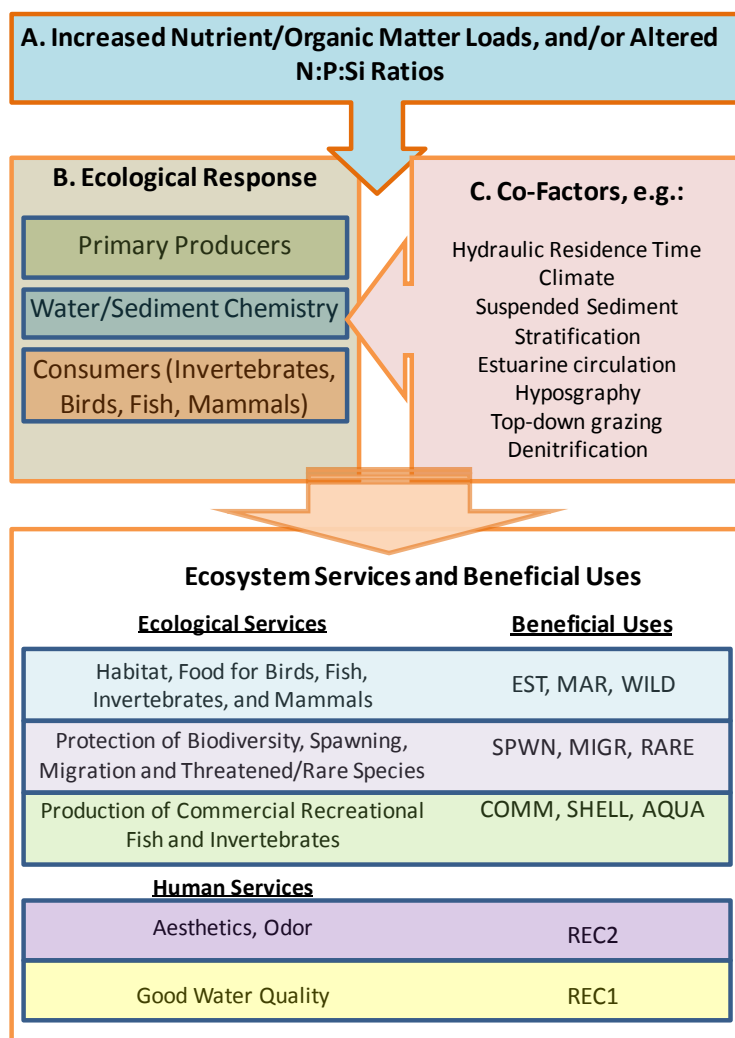 A. Increased Nutrient/Organic Matter Loads, and/or Altered
N:P:Si Ratios
B. Ecological Response
Primary Producers
Water/Sediment Chemistry
Consumers (Invertebrates,
Birds, Fish, Mammals)
C. Co-Factors, e.g.:
Hydraulic Residence Time
Climate
Suspended Sediment
Stratification
Estuarine circulation
Hyposgraphy
Top-down grazing
Denitrification
Ecosystem Services and Beneficial Uses
Ecological Services
Beneficial Uses
Habitat, Food for Birds, Fish,
Invertebrates, and Mammals
EST, MAR, WILD
Protection of Biodiversity, Spawning,
Migration and Threatened/Rare Species
SPWN, MIGR, RARE
Production of Commercial Recreational
Fish and Invertebrates
COMM, SHELL, AQUA
Human Services
Aesthetics, Odor
REC2
Good Water Quality
REC1